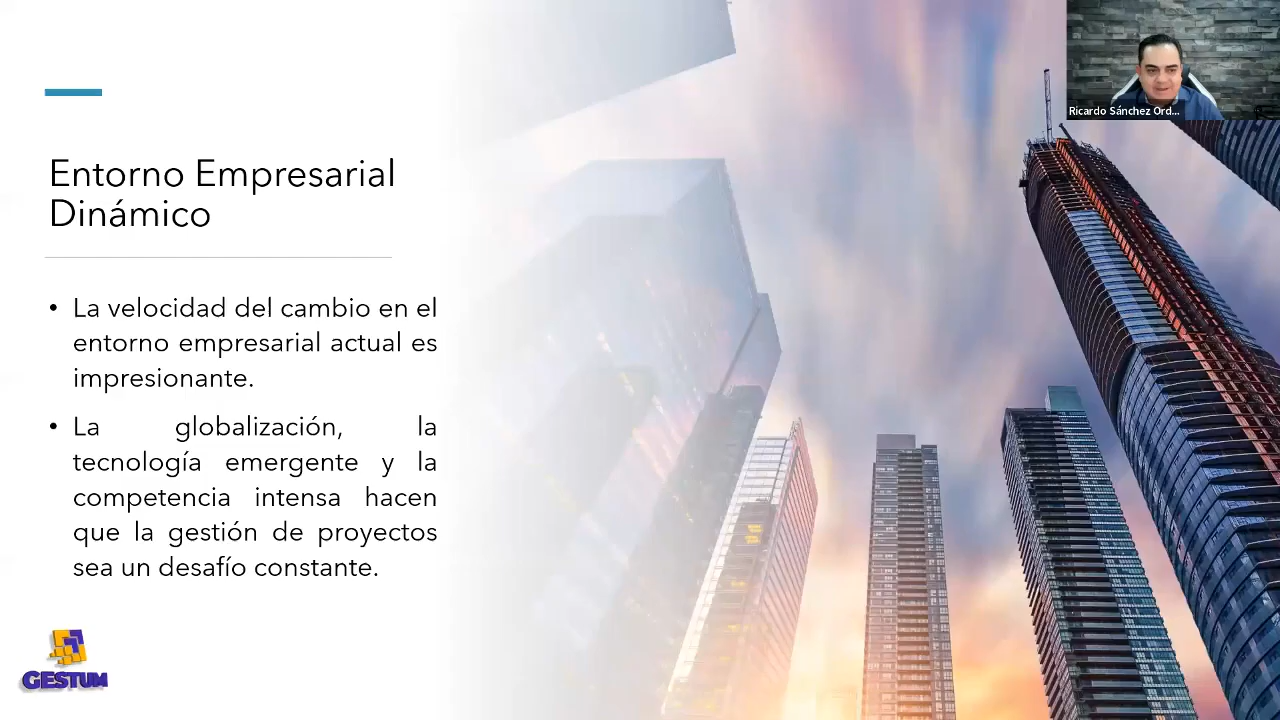 Ricardo Sánchez Ord...
Entorno Empresarial
Dinámico
• La velocidad del cambio en el
entorno empresarial actual es
impresionante.
• La globalización, la
tecnología emergente y la
competencia intensa hacen
que la gestión de proyectos
sea un desafío constante.
GESTUM